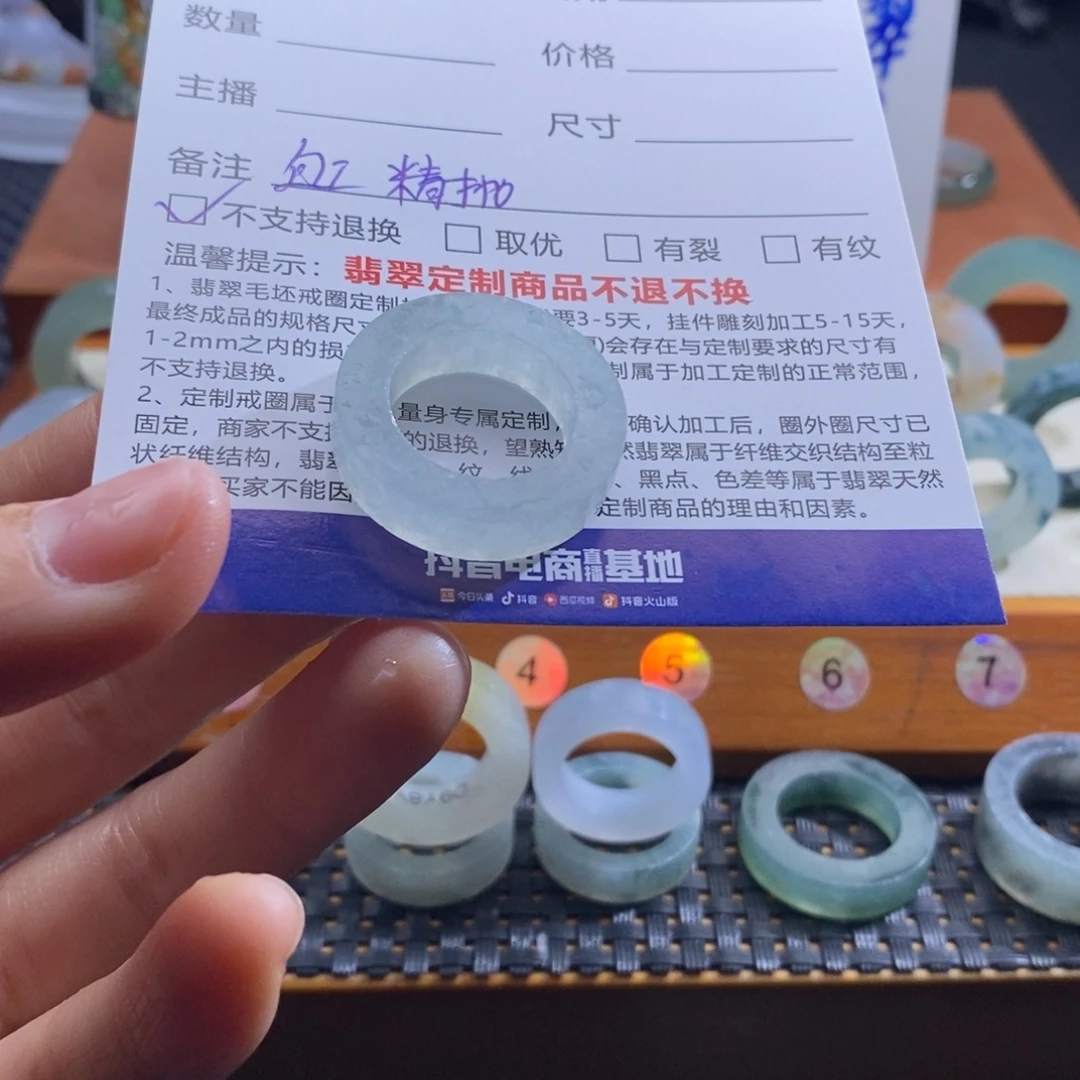 数量
价格
主播
尺寸
备注 包工 精抛
不支持退换 取优 有裂 有纹
温馨提示：翡翠定制商品不退不换
1、翡翠毛坯戒圈定制 要3-5天，挂件雕刻加工5-15天，
最终成品的规格尺寸 会存在与定制要求的尺寸有
1-2mm之内的损 制属于加工定制的正常范围，
不支持退换。
2、定制戒圈属于 量身专属定制， 确认加工后，圈外圈尺寸已
固定，商家不支持 的退换，望熟知 然翡翠属于纤维交织结构至粒
状纤维结构，翡翠 纹 线 、黑点、色差等属于翡翠天然
买家不能因 定制商品的理由和因素。
抖音电商直播基地
今日头条 抖音 西瓜视频 抖音火山版
4 5 6 7